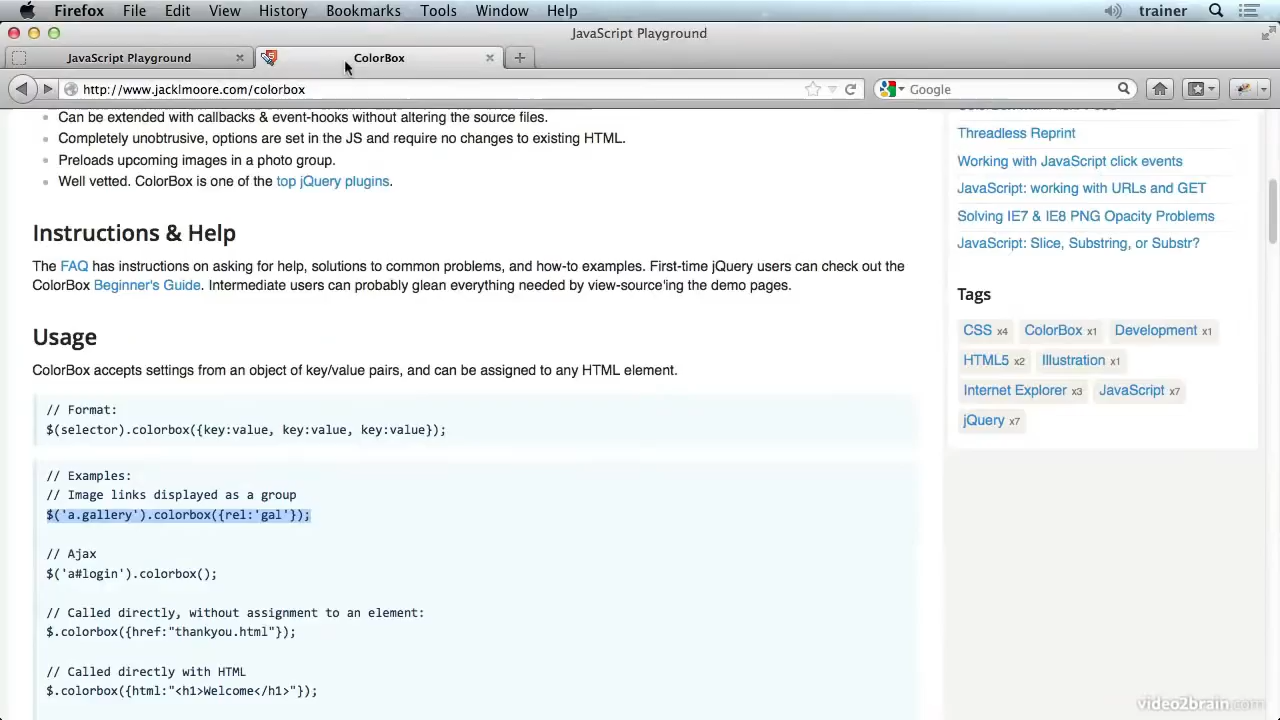 Firefox File Edit View History Bookmarks Tools Window Help trainer
JavaScript Playground
JavaScript Playground ColorBox
http://www.jacklmoore.com/colorbox Google
Can be extended with callbacks & event-hooks without altering the source files.
Completely unobtrusive, options are set in the JS and require no changes to existing HTML.
Preloads upcoming images in a photo group.
Well vetted. ColorBox is one of the top jQuery plugins.
Instructions & Help
The FAQ has instructions on asking for help, solutions to common problems, and how-to examples. First-time jQuery users can check out the
ColorBox Beginner's Guide. Intermediate users can probably glean everything needed by view-source'ing the demo pages.
Usage
ColorBox accepts settings from an object of key/value pairs, and can be assigned to any HTML element.
// Format:
$(selector).colorbox({key:value, key:value, key:value});
// Examples:
// Image links displayed as a group
$('a.gallery').colorbox({rel:'gal'});
// Ajax
$('a#login').colorbox();
// Called directly, without assignment to an element:
$.colorbox({href:"thankyou.html"});
// Called directly with HTML
$.colorbox({html:"<h1>Welcome</h1>"});
Threadless Reprint
Working with JavaScript click events
JavaScript: working with URLs and GET
Solving IE7 & IE8 PNG Opacity Problems
JavaScript: Slice, Substring, or Substr?
Tags
CSS x4 ColorBox x1 Development x1
HTML5 x2 Illustration x1
Internet Explorer x3 JavaScript x7
jQuery x7
video2brain.com